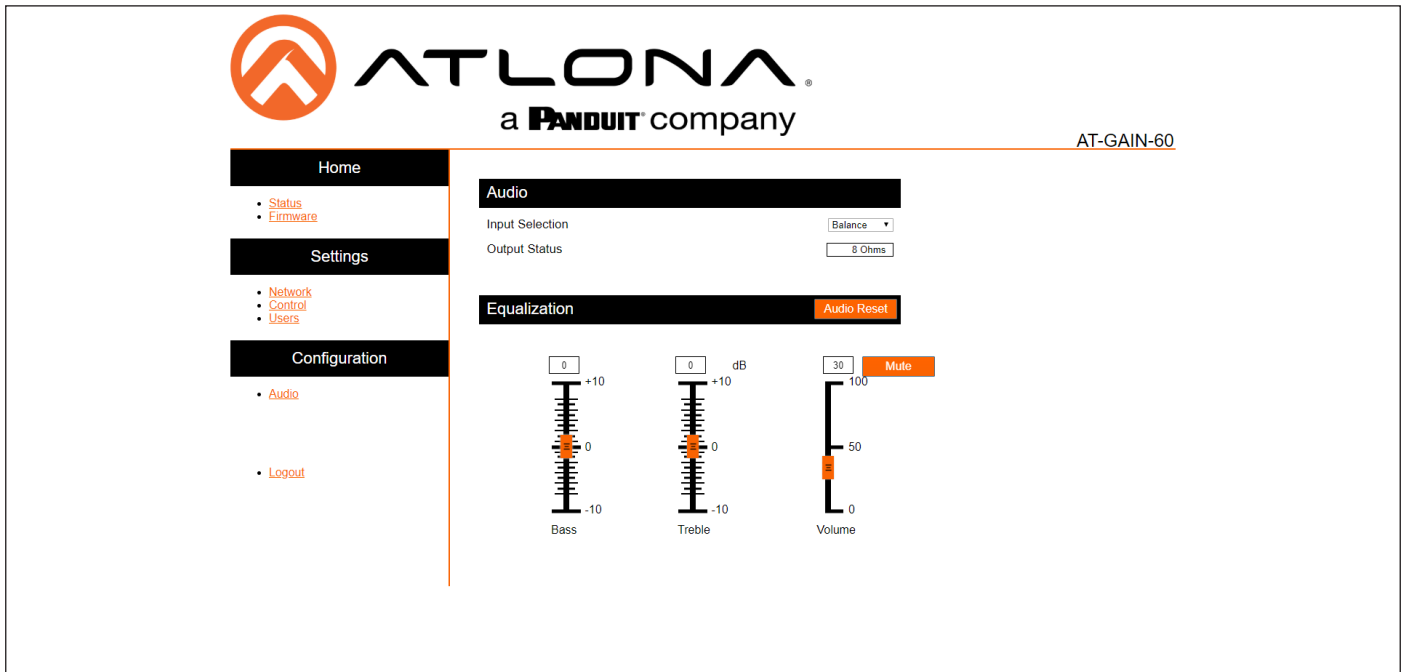 ATLONA®
a PANDUIT™ company
AT-GAIN-60
Home
• Status
• Firmware
Settings
• Network
• Control
• Users
Configuration
• Audio
• Logout
Audio
Input Selection Balance ▼
Output Status 8 Ohms
Equalization Audio Reset
0 0 dB 30 Mute
+10 +10 100
0 0 50
-10 -10 0
Bass Treble Volume